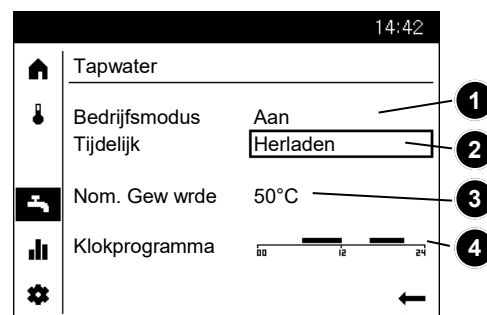 14:42
Tapwater
Bedrijfsmodus Aan 1
Tijdelijk Herladen 2
Nom. Gew wrde 50°C 3
Klokprogramma 4
00 12 24